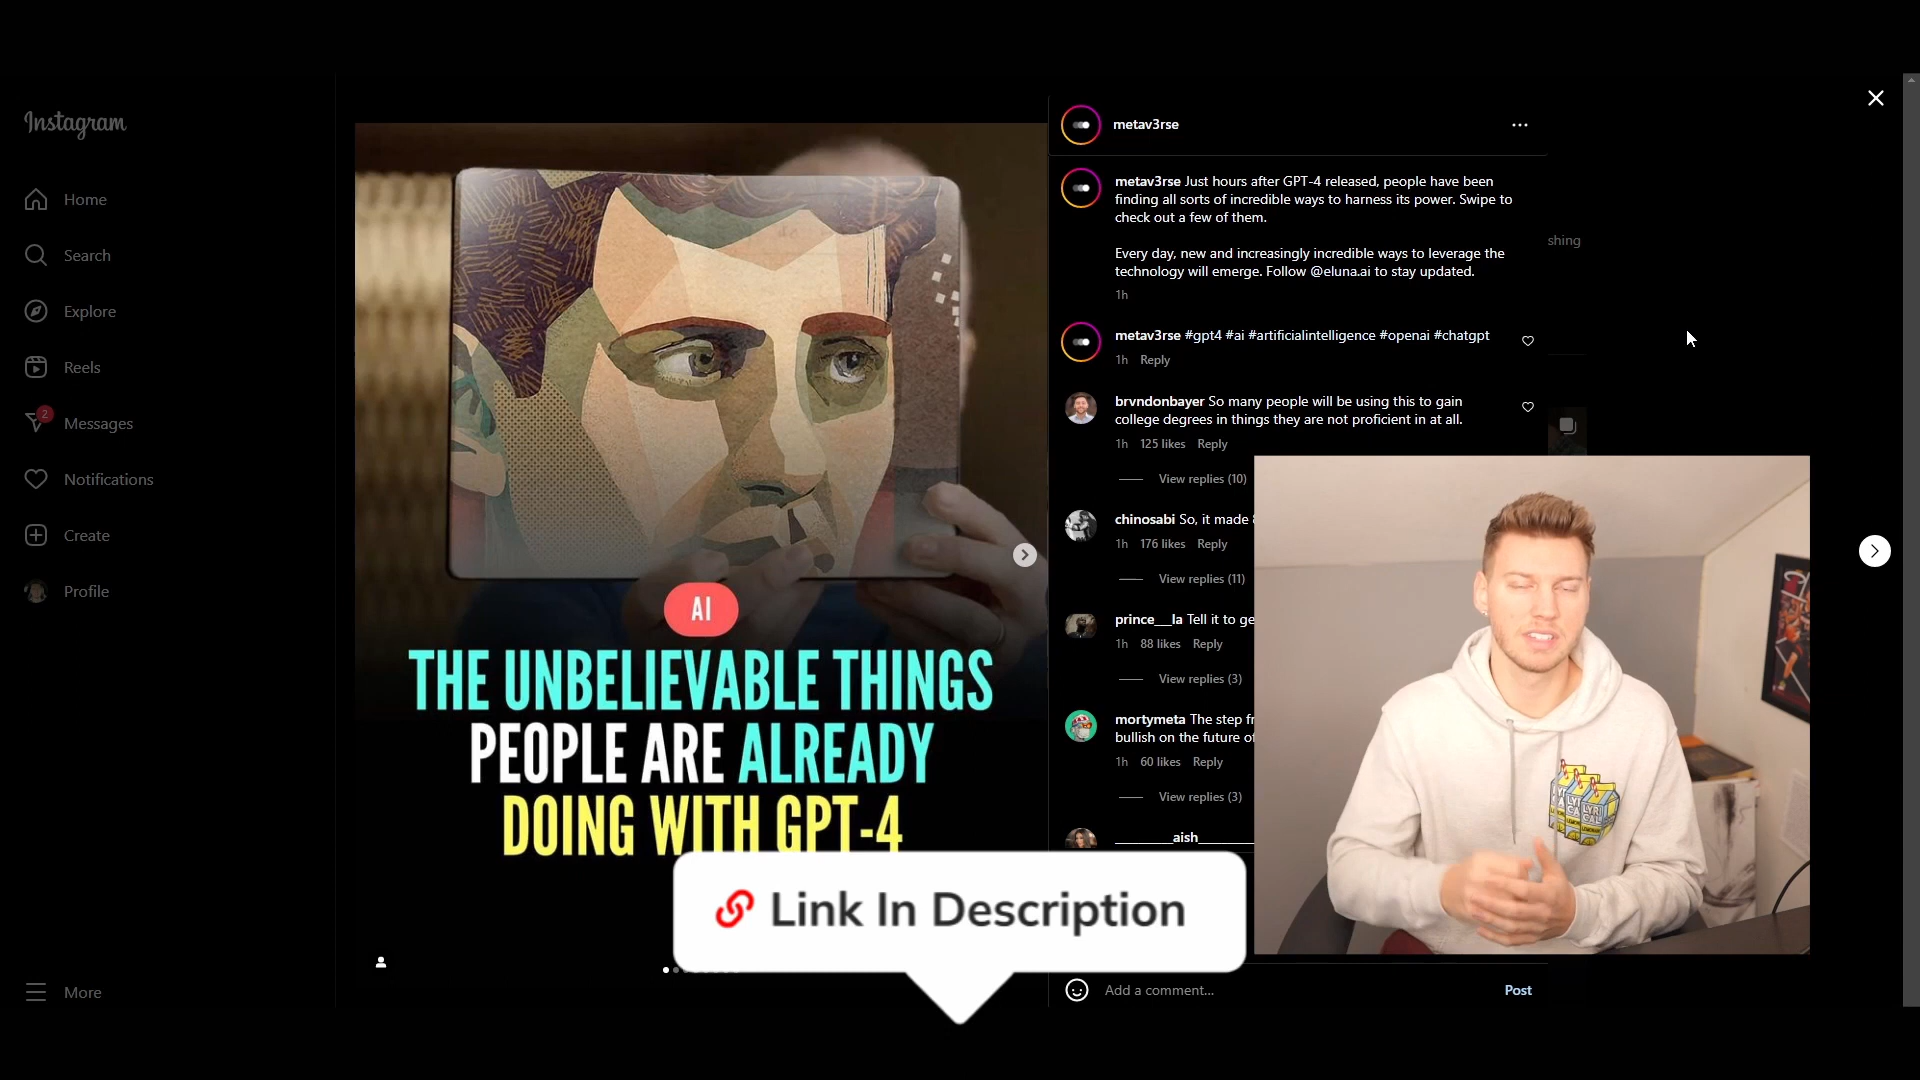 Instagram
Home
Search
Explore
Reels
2
Messages
Notifications
Create
Profile
More
AI
THE UNBELIEVABLE THINGS
PEOPLE ARE ALREADY
DOING WITH GPT-4
metav3rse
metav3rse Just hours after GPT-4 released, people have been
finding all sorts of incredible ways to harness its power. Swipe to
check out a few of them.
Every day, new and increasingly incredible ways to leverage the
technology will emerge. Follow @eluna.ai to stay updated.
1h
metav3rse #gpt4 #ai #artificialintelligence #openai #chatgpt
1h Reply
brvndonbayer So many people will be using this to gain
college degrees in things they are not proficient in at all.
1h 125 likes Reply
View replies (10)
chinosabi So, it made
1h 176 likes Reply
View replies (11)
prince__la Tell it to ge
1h 88 likes Reply
View replies (3)
mortymeta The step fr
bullish on the future of
1h 60 likes Reply
View replies (3)
_________aish_________
Add a comment...
Post
shing
LYRICAL
Link In Description